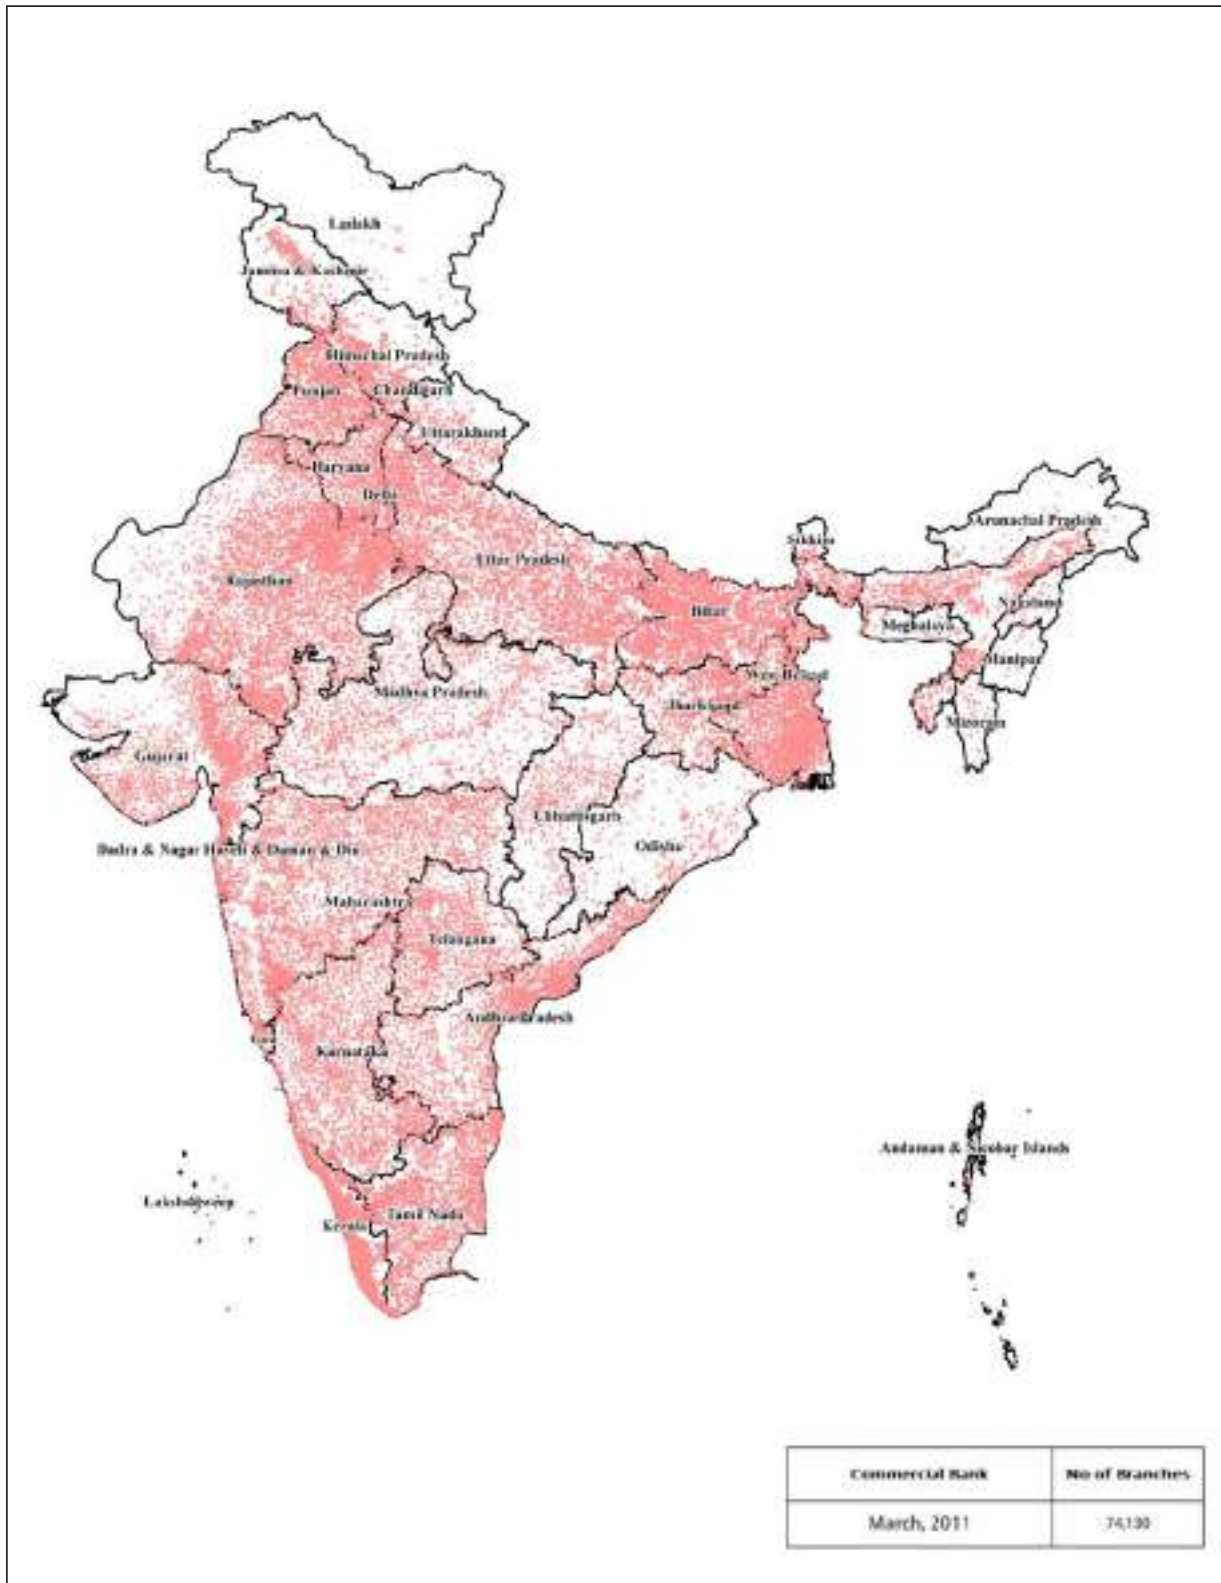 Ladakh
Jammu & Kashmir
Himachal Pradesh
Punjab
Chandigarh
Uttarakhand
Haryana
Delhi
Arunachal Pradesh
Sikkim
Uttar Pradesh
Rajasthan
Bihar
Nagaland
Meghalaya
Manipur
West Bengal
Madhya Pradesh
Jharkhand
Mizoram
Gujarat
Chhattisgarh
Odisha
Dadra & Nagar Haveli & Daman & Diu
Maharashtra
Telangana
Andhra Pradesh
Goa
Karnataka
Andaman & Nicobar Islands
Lakshdweep
Kerala
Tamil Nadu
Commercial Bank No of Branches
March, 2011 74,130